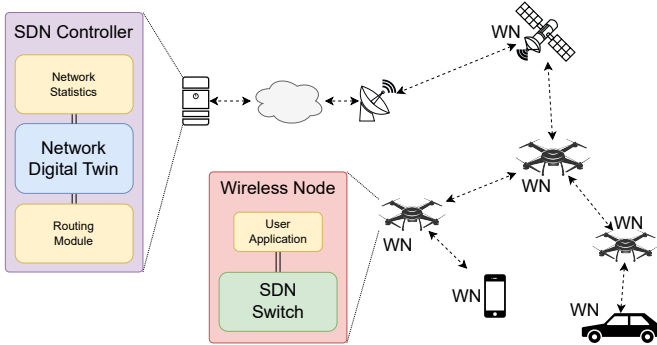 SDN Controller
Network
Statistics
Network
Digital Twin
Routing
Module
Wireless Node
User
Application
SDN
Switch
WN
WN
WN
WN
WN
WN